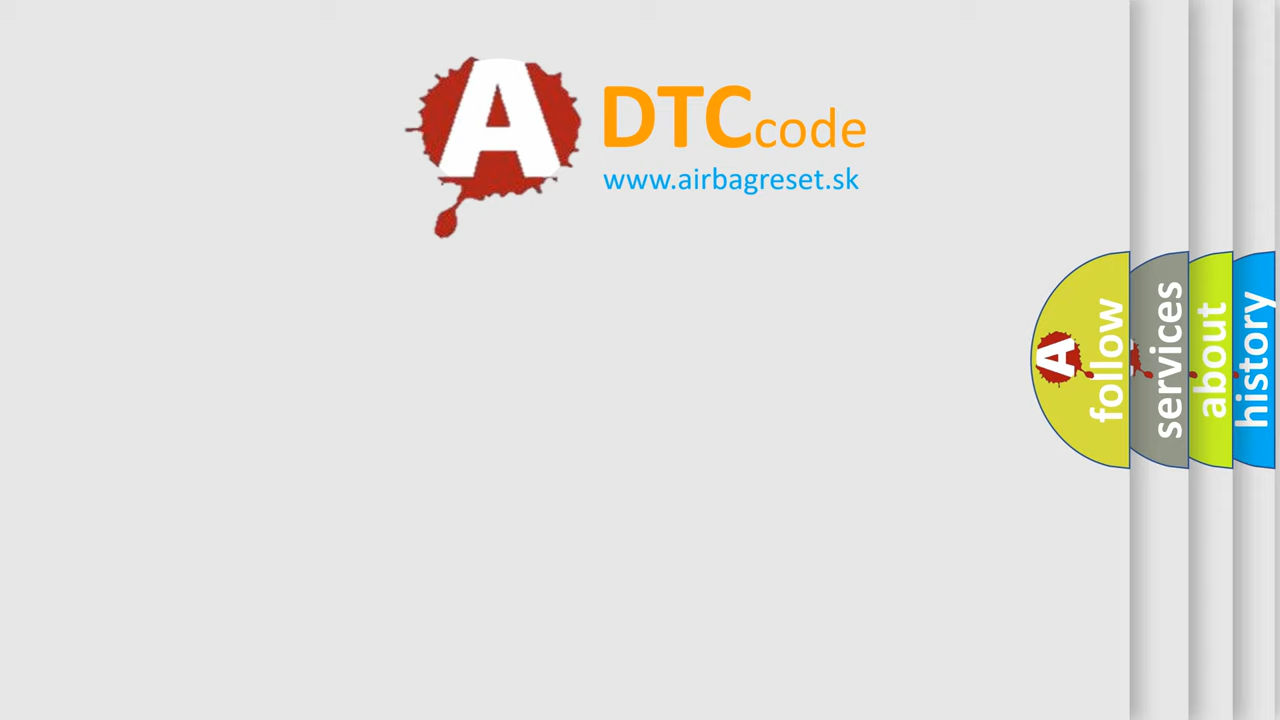 A
DTCcode
www.airbagreset.sk
A
follow
services
about
history